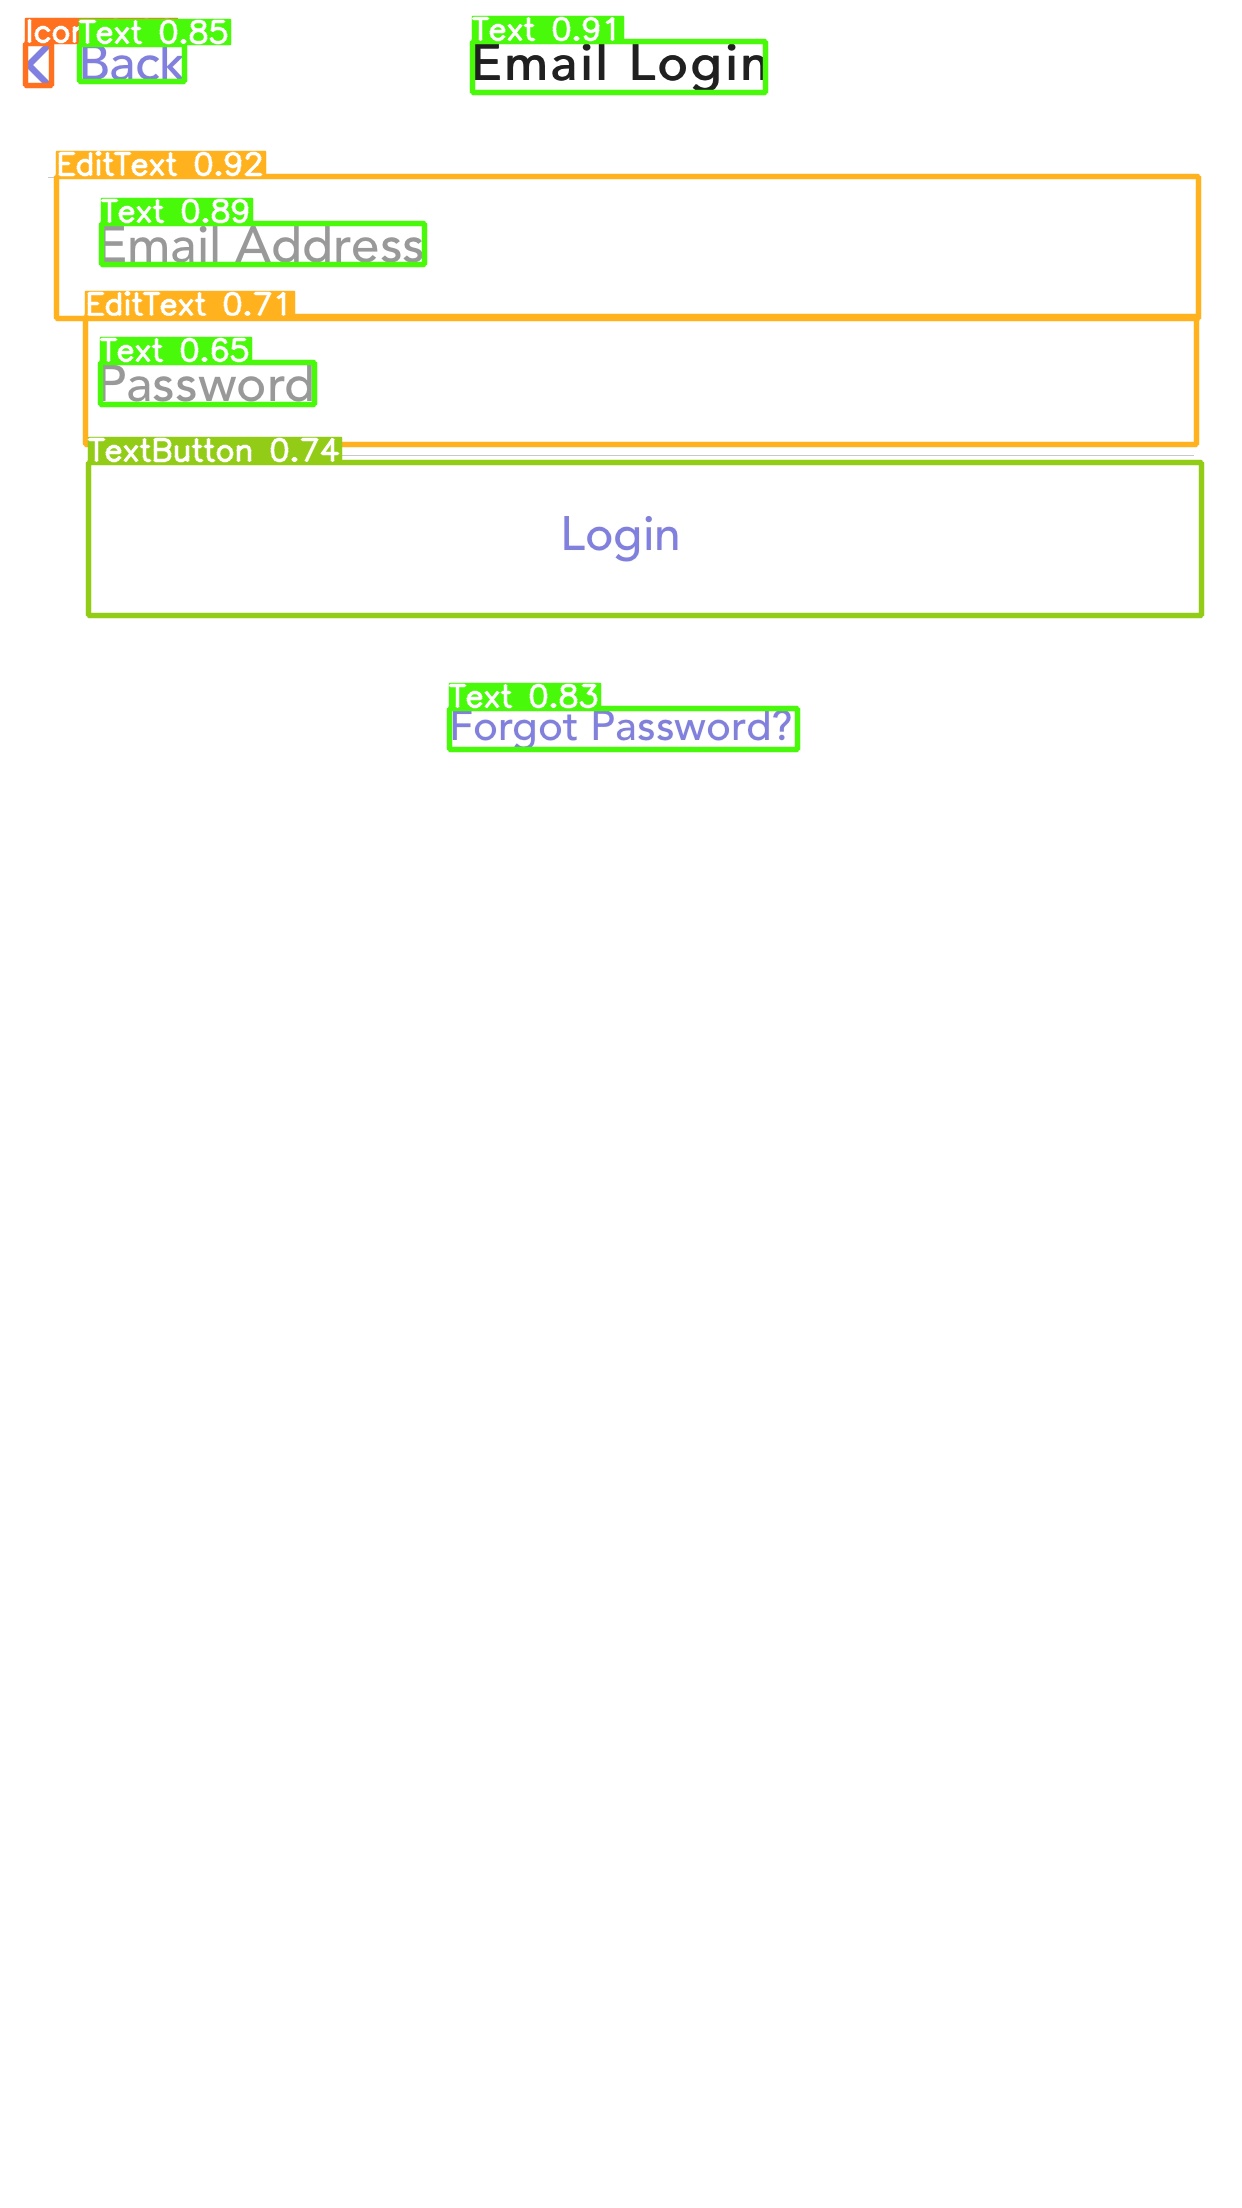 Icon Text 0.85
Back
Text 0.91
Email Login
EditText 0.92
Text 0.89
Email Address
EditText 0.71
Text 0.65
Password
TextButton 0.74
Login
Text 0.83
Forgot Password?